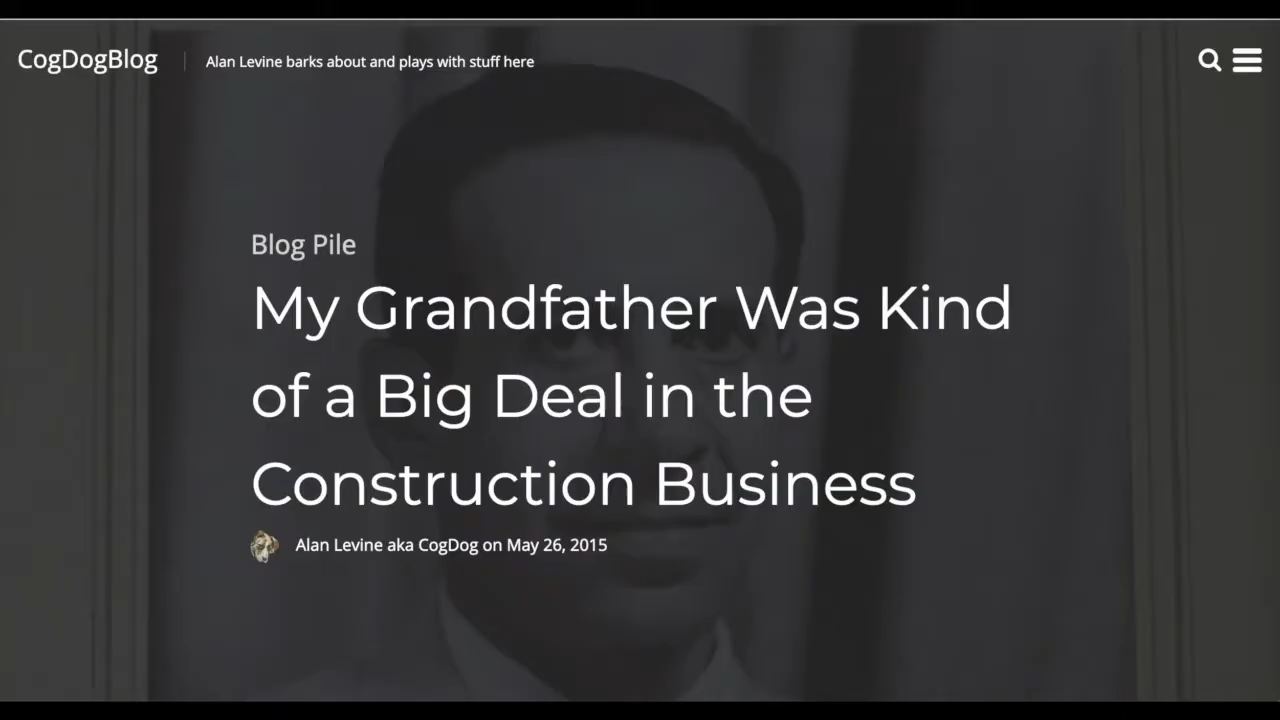 CogDogBlog
Alan Levine barks about and plays with stuff here
Blog Pile
My Grandfather Was Kind
of a Big Deal in the
Construction Business
Alan Levine aka CogDog on May 26, 2015